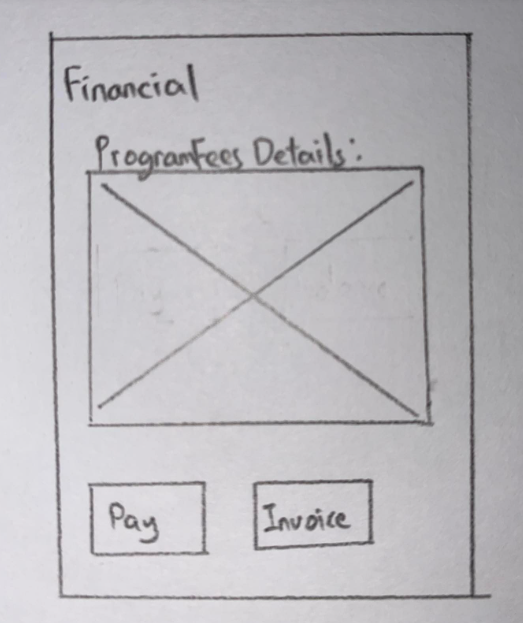 Financial
ProgramFees Details:
Pay
Invoice